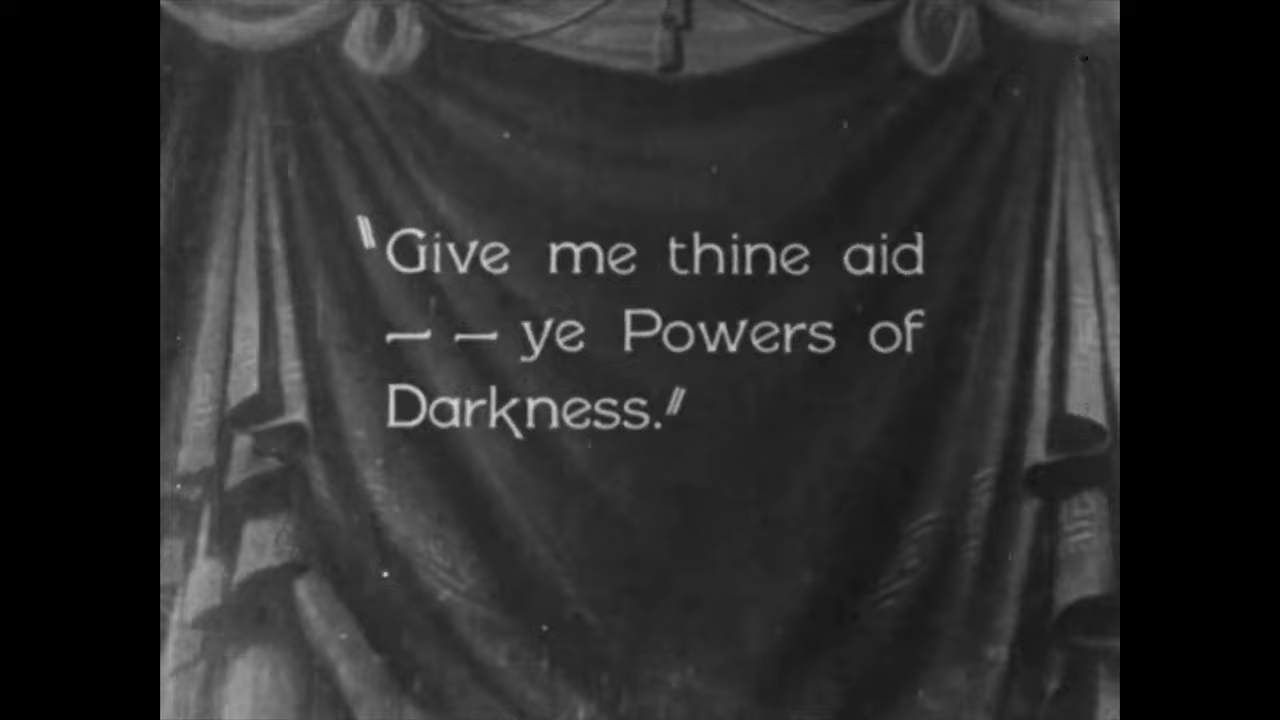 "Give me thine aid
— — ye Powers of
Darkness."